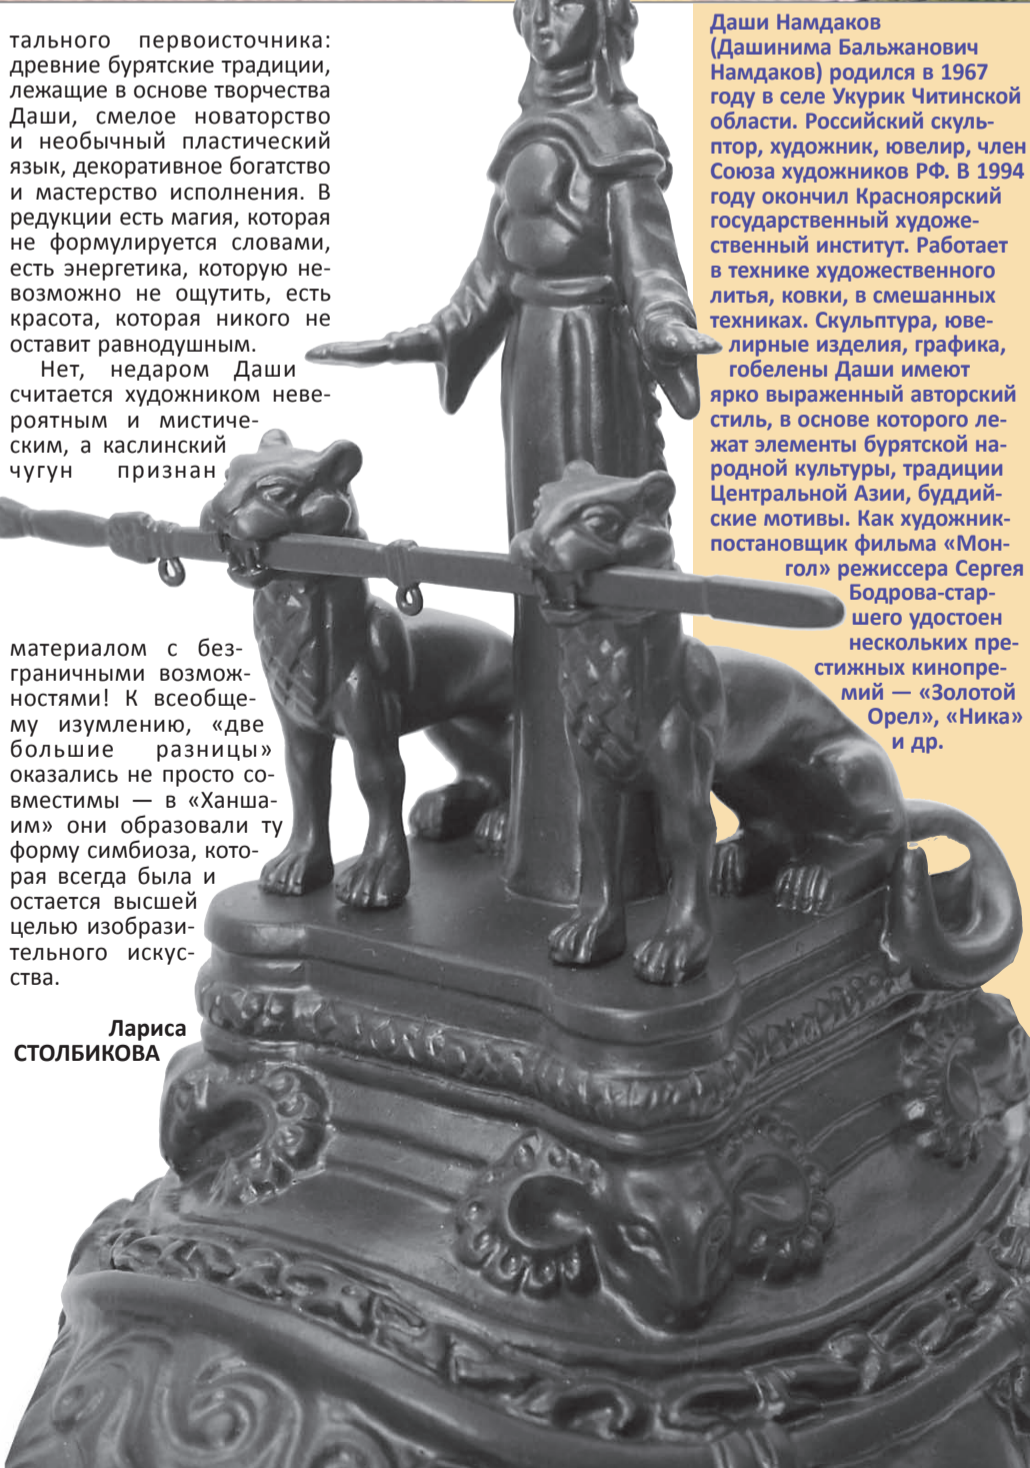 тального первоисточника:
древние бурятские традиции,
лежащие в основе творчества
Даши, смелое новаторство
и необычный пластический
язык, декоративное богатство
и мастерство исполнения. В
редукции есть магия, которая
не формулируется словами,
есть энергетика, которую не-
возможно не ощутить, есть
красота, которая никого не
оставит равнодушным.
Нет, недаром Даши
считается художником неве-
роятным и мистиче-
ским, а каслинский
чугун признан
материалом с без-
граничными возмож-
ностями! К всеобще-
му изумлению, «две
большие разницы»
оказались не просто со-
вместимы — в «Ханша-
им» они образовали ту
форму симбиоза, кото-
рая всегда была и
остается высшей
целью изобрази-
тельного искус-
ства.
Лариса
СТОЛБИКОВА
Даши Намдаков
(Дашинима Бальжанович
Намдаков) родился в 1967
году в селе Укурик Читинской
области. Российский скуль-
птор, художник, ювелир, член
Союза художников РФ. В 1994
году окончил Красноярский
государственный художе-
ственный институт. Работает
в технике художественного
литья, ковки, в смешанных
техниках. Скульптура, юве-
лирные изделия, графика,
гобелены Даши имеют
ярко выраженный авторский
стиль, в основе которого ле-
жат элементы бурятской на-
родной культуры, традиции
Центральной Азии, буддий-
ские мотивы. Как художник-
постановщик фильма «Мон-
гол» режиссера Сергея
Бодрова-стар-
шего удостоен
нескольких пре-
стижных кинопре-
мий — «Золотой
Орел», «Ника»
и др.